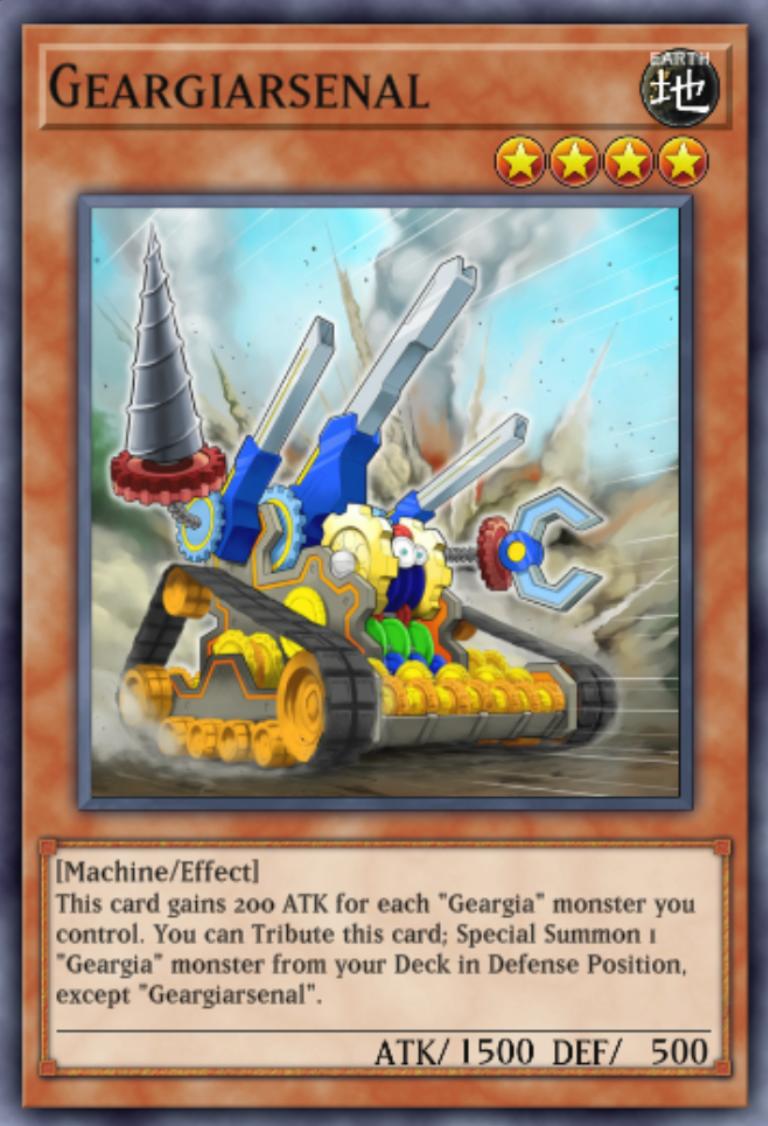 Geargiarsenal
EARTH
地
[Machine/Effect]
This card gains 200 ATK for each "Geargia" monster you
control. You can Tribute this card; Special Summon 1
"Geargia" monster from your Deck in Defense Position,
except "Geargiarsenal".
ATK/ 1500 DEF/ 500